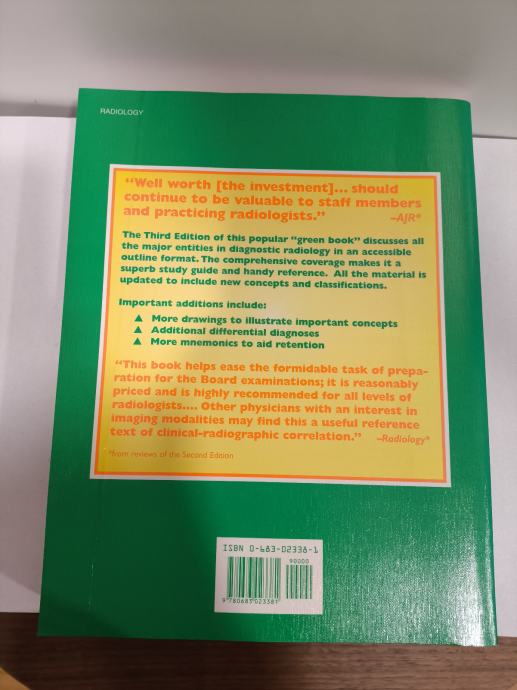 RADIOLOGY
“Well worth [the investment]... should
continue to be valuable to staff members
and practicing radiologists.” –AJR*
The Third Edition of this popular “green book” discusses all
the major entities in diagnostic radiology in an accessible
outline format. The comprehensive coverage makes it a
superb study guide and handy reference. All the material is
updated to include new concepts and classifications.
Important additions include:
▲ More drawings to illustrate important concepts
▲ Additional differential diagnoses
▲ More mnemonics to aid retention
“This book helps ease the formidable task of prepa-
ration for the Board examinations; it is reasonably
priced and is highly recommended for all levels of
radiologists.... Other physicians with an interest in
imaging modalities may find this a useful reference
text of clinical-radiographic correlation.” –Radiology*
*from reviews of the Second Edition
ISBN 0-683-02338-1
90000
9 780683 023381